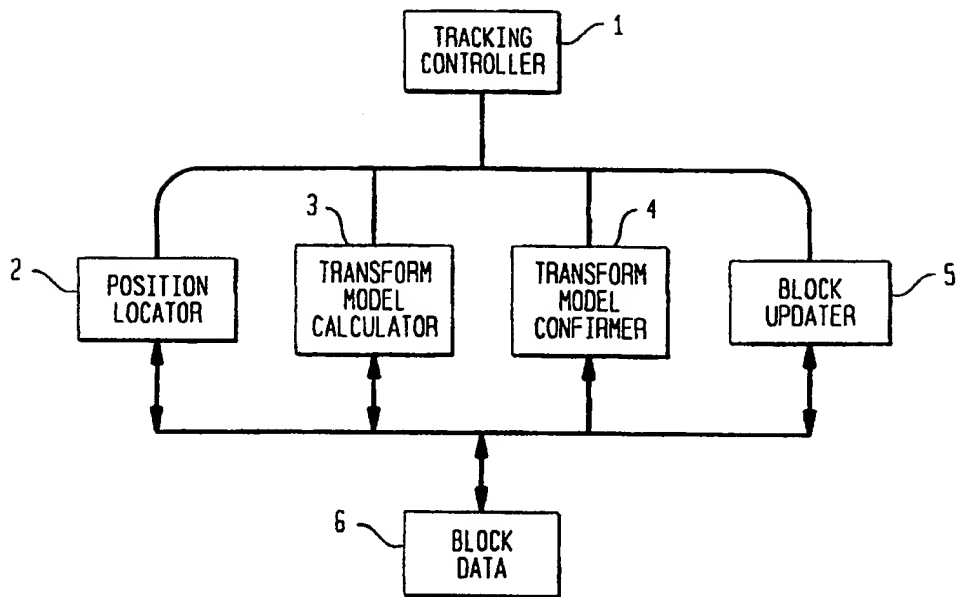 TRACKING
CONTROLLER
1
2
POSITION
LOCATOR
3
TRANSFORM
MODEL
CALCULATOR
4
TRANSFORM
MODEL
CONFIRMER
BLOCK
UPDATER
5
6
BLOCK
DATA